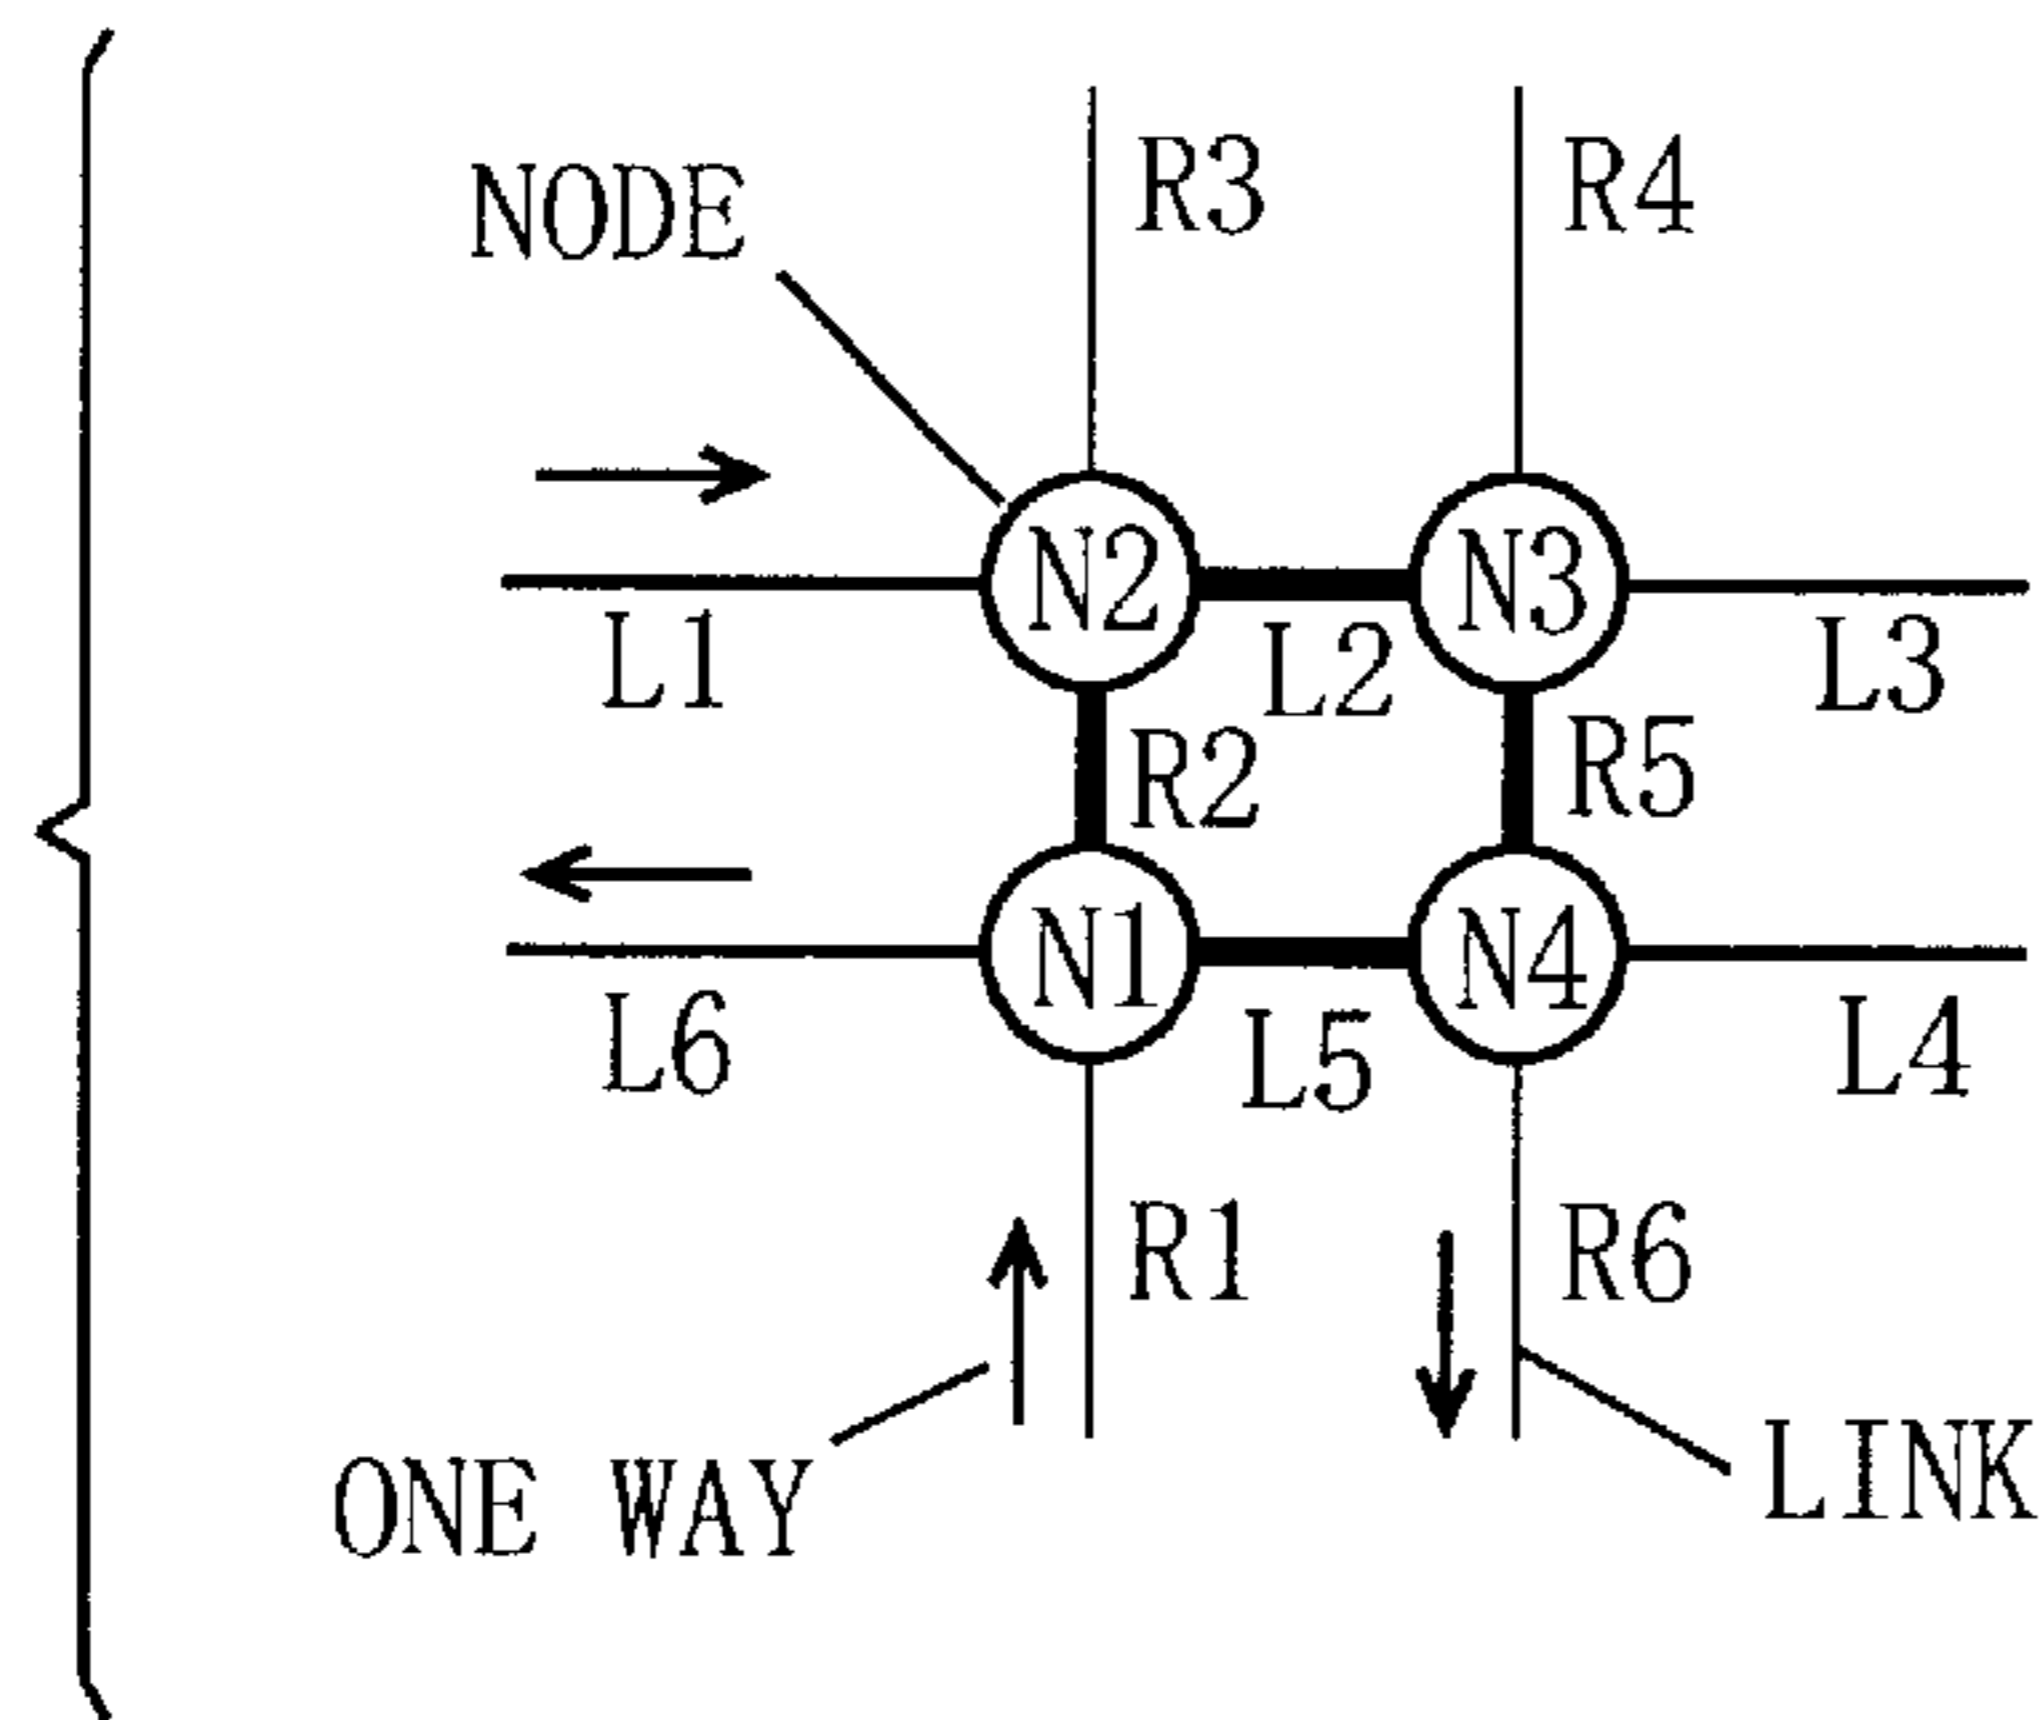 R3 R4
NODE
N2 N3
L1 L2 L3
R2 R5
N1 N4
L6 L5 L4
R1 R6
ONE WAY LINK